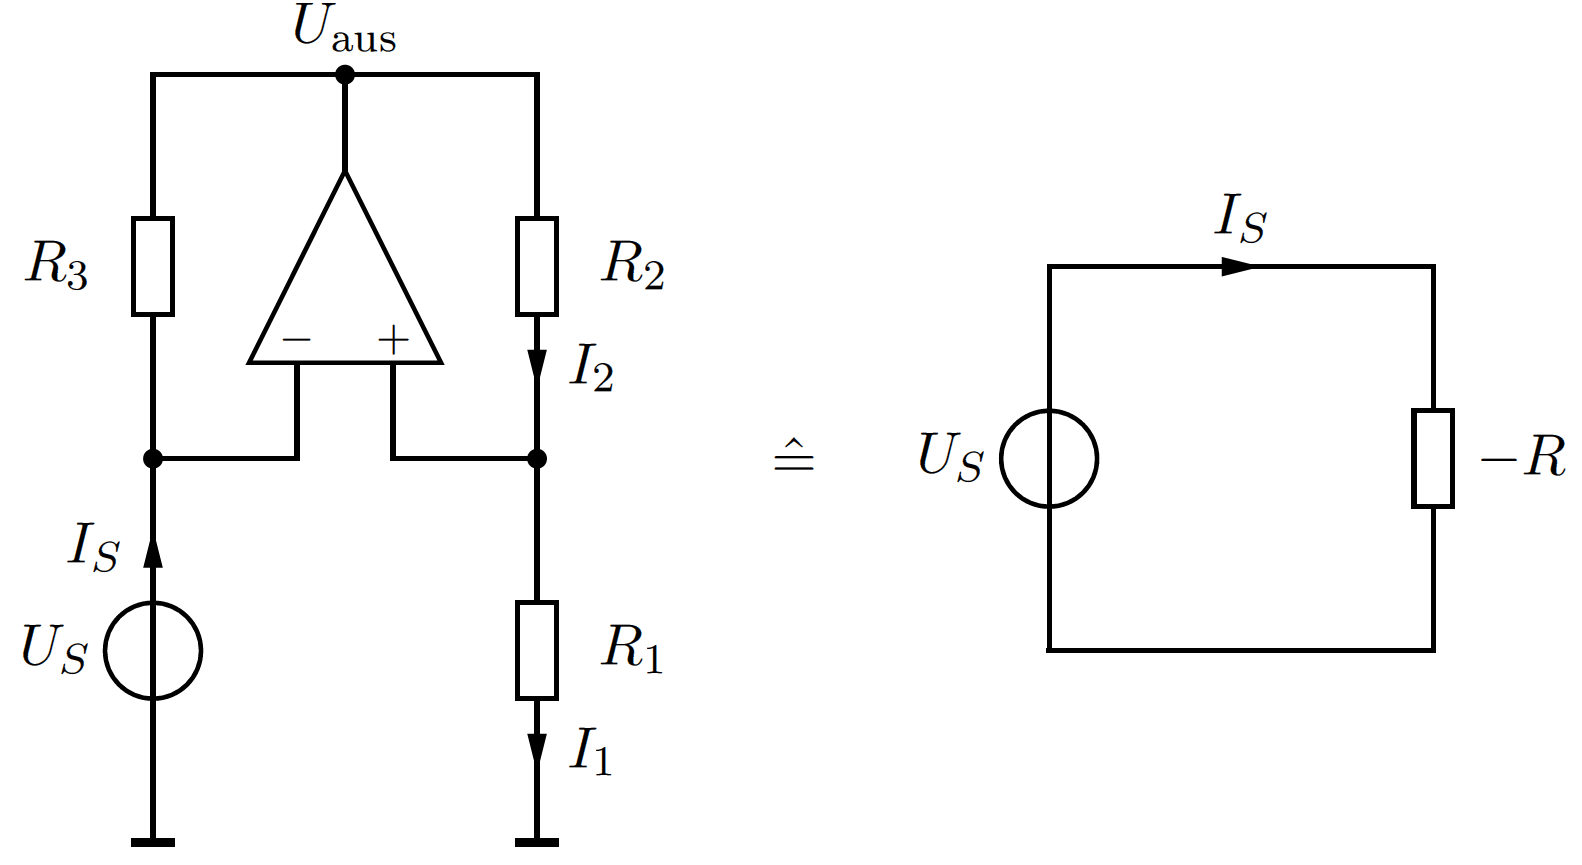 U_aus
R_3
R_2
− +
I_2
I_S
U_S
R_1
I_1
≙
I_S
U_S
−R